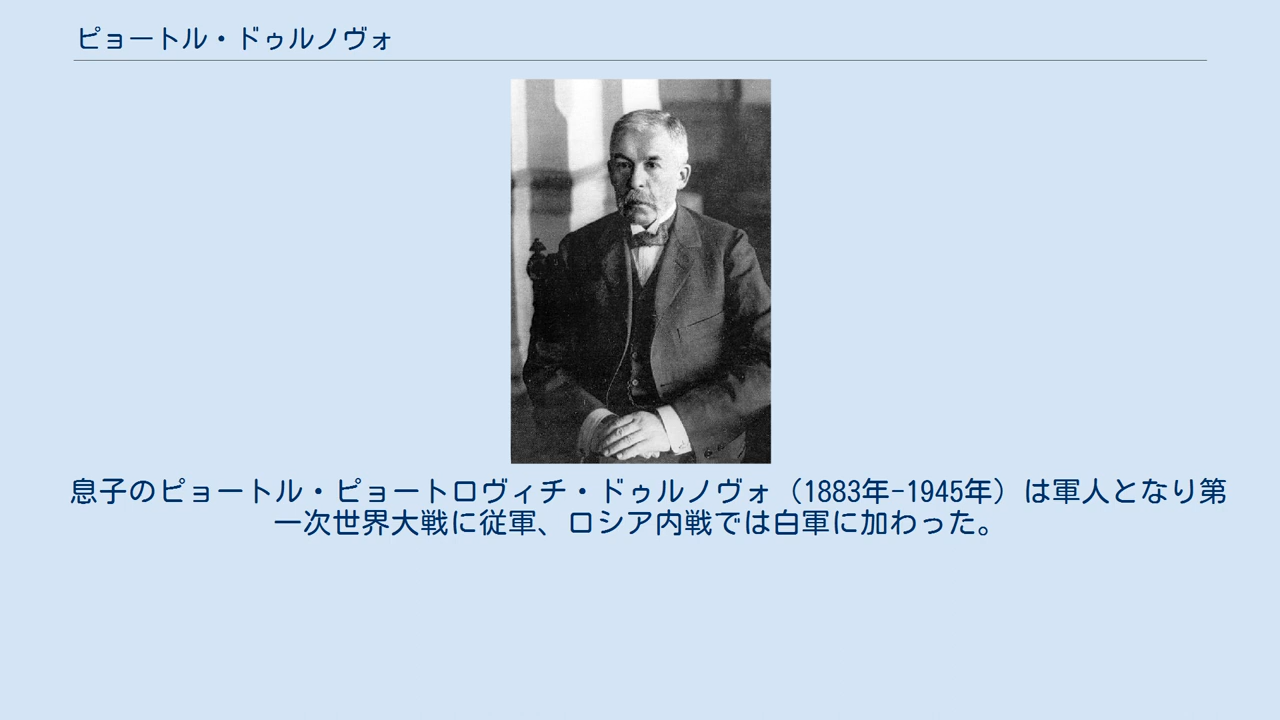 ピョートル・ドゥルノヴォ
息子のピョートル・ピョートロヴィチ・ドゥルノヴォ（1883年-1945年）は軍人となり第
一次世界大戦に従軍、ロシア内戦では白軍に加わった。